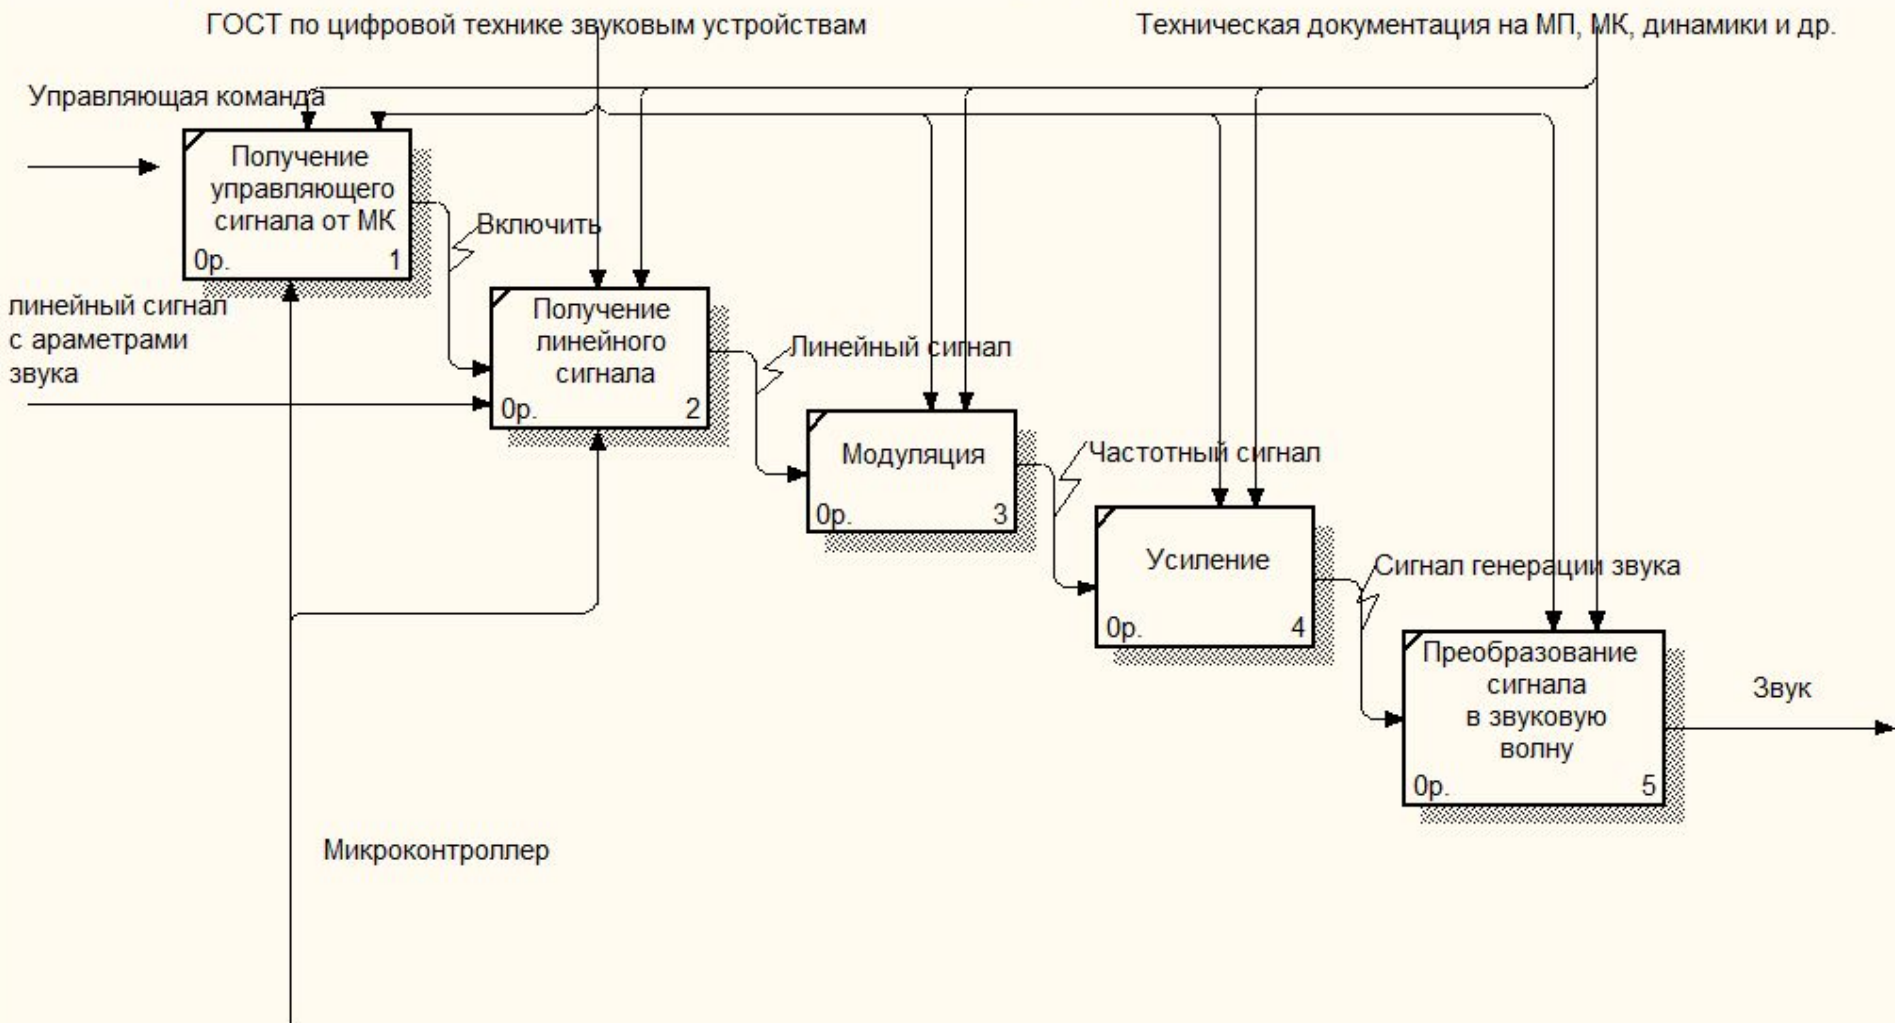 ГОСТ по цифровой технике звуковым устройствам
Техническая документация на МП, МК, динамики и др.
Управляющая команда
Получение
управляющего
сигнала от МК
0р.
1
Включить
линейный сигнал
с араметрами
звука
Получение
линейного
сигнала
0р.
2
Линейный сигнал
Модуляция
0р.
3
Частотный сигнал
Усиление
0р.
4
Сигнал генерации звука
Преобразование
сигнала
в звуковую
волну
0р.
5
Звук
Микроконтроллер